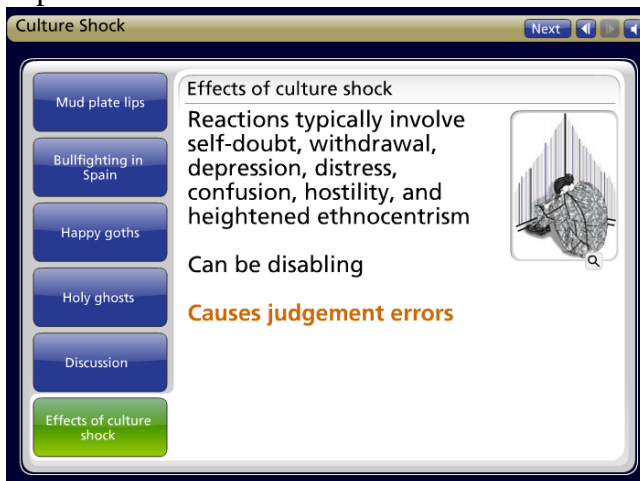 Culture Shock
Next
Mud plate lips
Bullfighting in
Spain
Happy goths
Holy ghosts
Discussion
Effects of culture
shock
Effects of culture shock
Reactions typically involve
self-doubt, withdrawal,
depression, distress,
confusion, hostility, and
heightened ethnocentrism
Can be disabling
Causes judgement errors